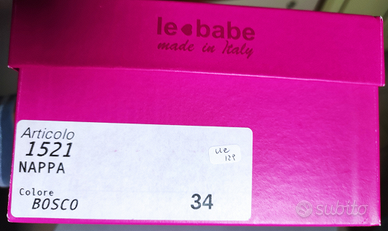 le babe
made in Italy
Articolo
1521
NAPPA
Colore
BOSCO
34
subito